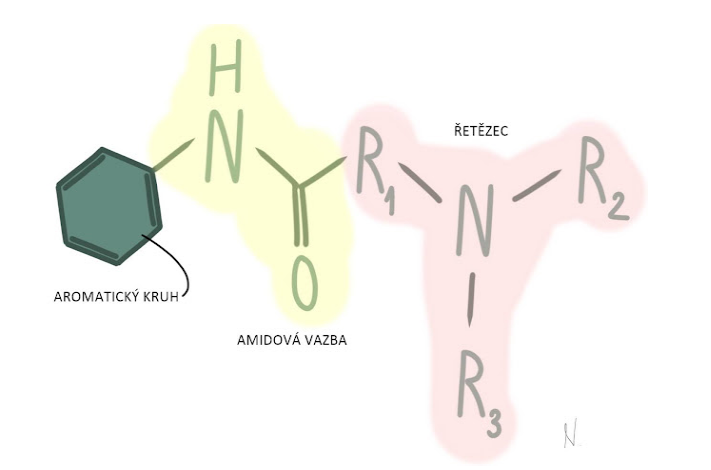 H
N
O
R1
N
R2
R3
ŘETĚZEC
AROMATICKÝ KRUH
AMIDOVÁ VAZBA
N.